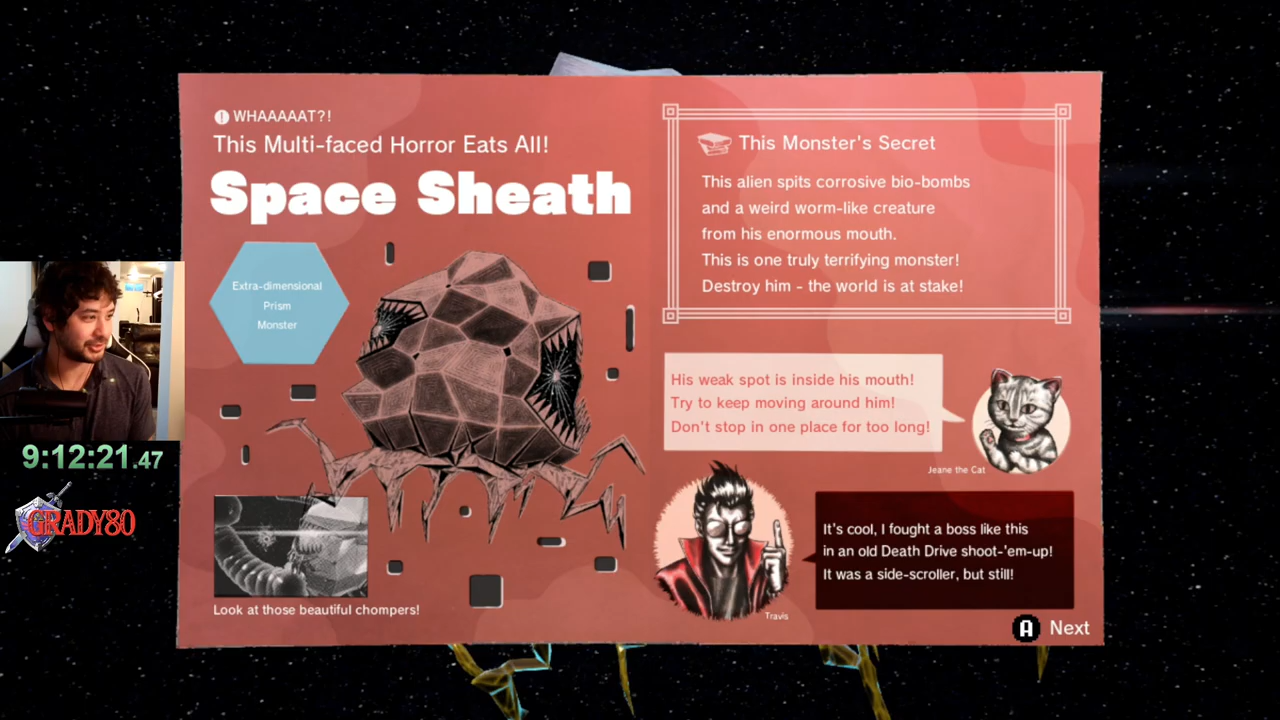 WHAAAAAT?!
This Multi-faced Horror Eats All!
Space Sheath
Extra-dimensional
Prism
Monster
Look at those beautiful chompers!
This Monster's Secret
This alien spits corrosive bio-bombs
and a weird worm-like creature
from his enormous mouth.
This is one truly terrifying monster!
Destroy him - the world is at stake!
His weak spot is inside his mouth!
Try to keep moving around him!
Don't stop in one place for too long!
Jeane the Cat
It's cool, I fought a boss like this
in an old Death Drive shoot-'em-up!
It was a side-scroller, but still!
Travis
A Next
9:12:21.47
GRADY80